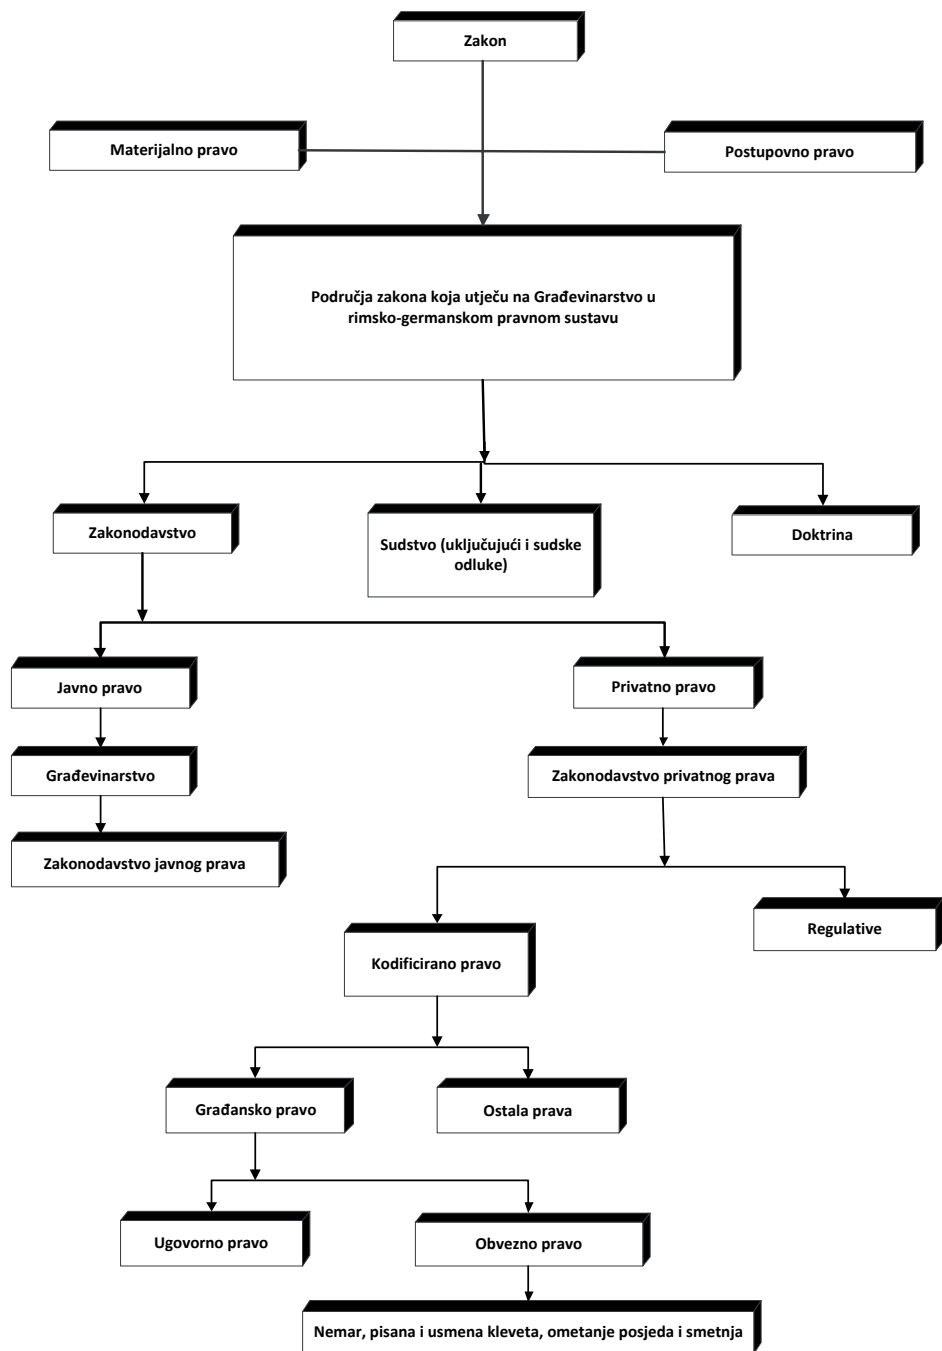 Zakon
Materijalno pravo
Postupovno pravo
Područja zakona koja utječu na Građevinarstvo u
rimsko-germanskom pravnom sustavu
Zakonodavstvo
Sudstvo (uključujući i sudske
odluke)
Doktrina
Javno pravo
Privatno pravo
Građevinarstvo
Zakonodavstvo privatnog prava
Zakonodavstvo javnog prava
Regulative
Kodificirano pravo
Građansko pravo
Ostala prava
Ugovorno pravo
Obvezno pravo
Nemar, pisana i usmena kleveta, ometanje posjeda i smetnja